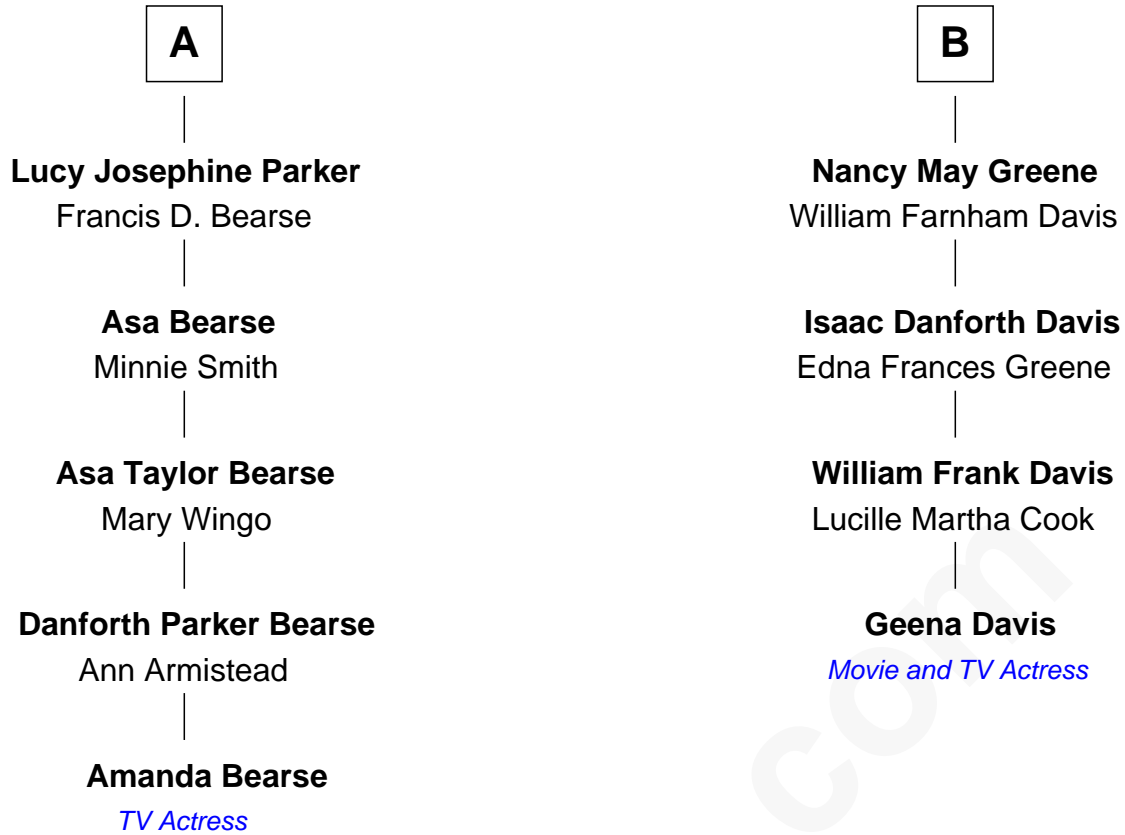 A
Lucy Josephine Parker
Francis D. Bearse
Asa Bearse
Minnie Smith
Asa Taylor Bearse
Mary Wingo
Danforth Parker Bearse
Ann Armistead
Amanda Bearse
TV Actress
B
Nancy May Greene
William Farnham Davis
Isaac Danforth Davis
Edna Frances Greene
William Frank Davis
Lucille Martha Cook
Geena Davis
Movie and TV Actress
com